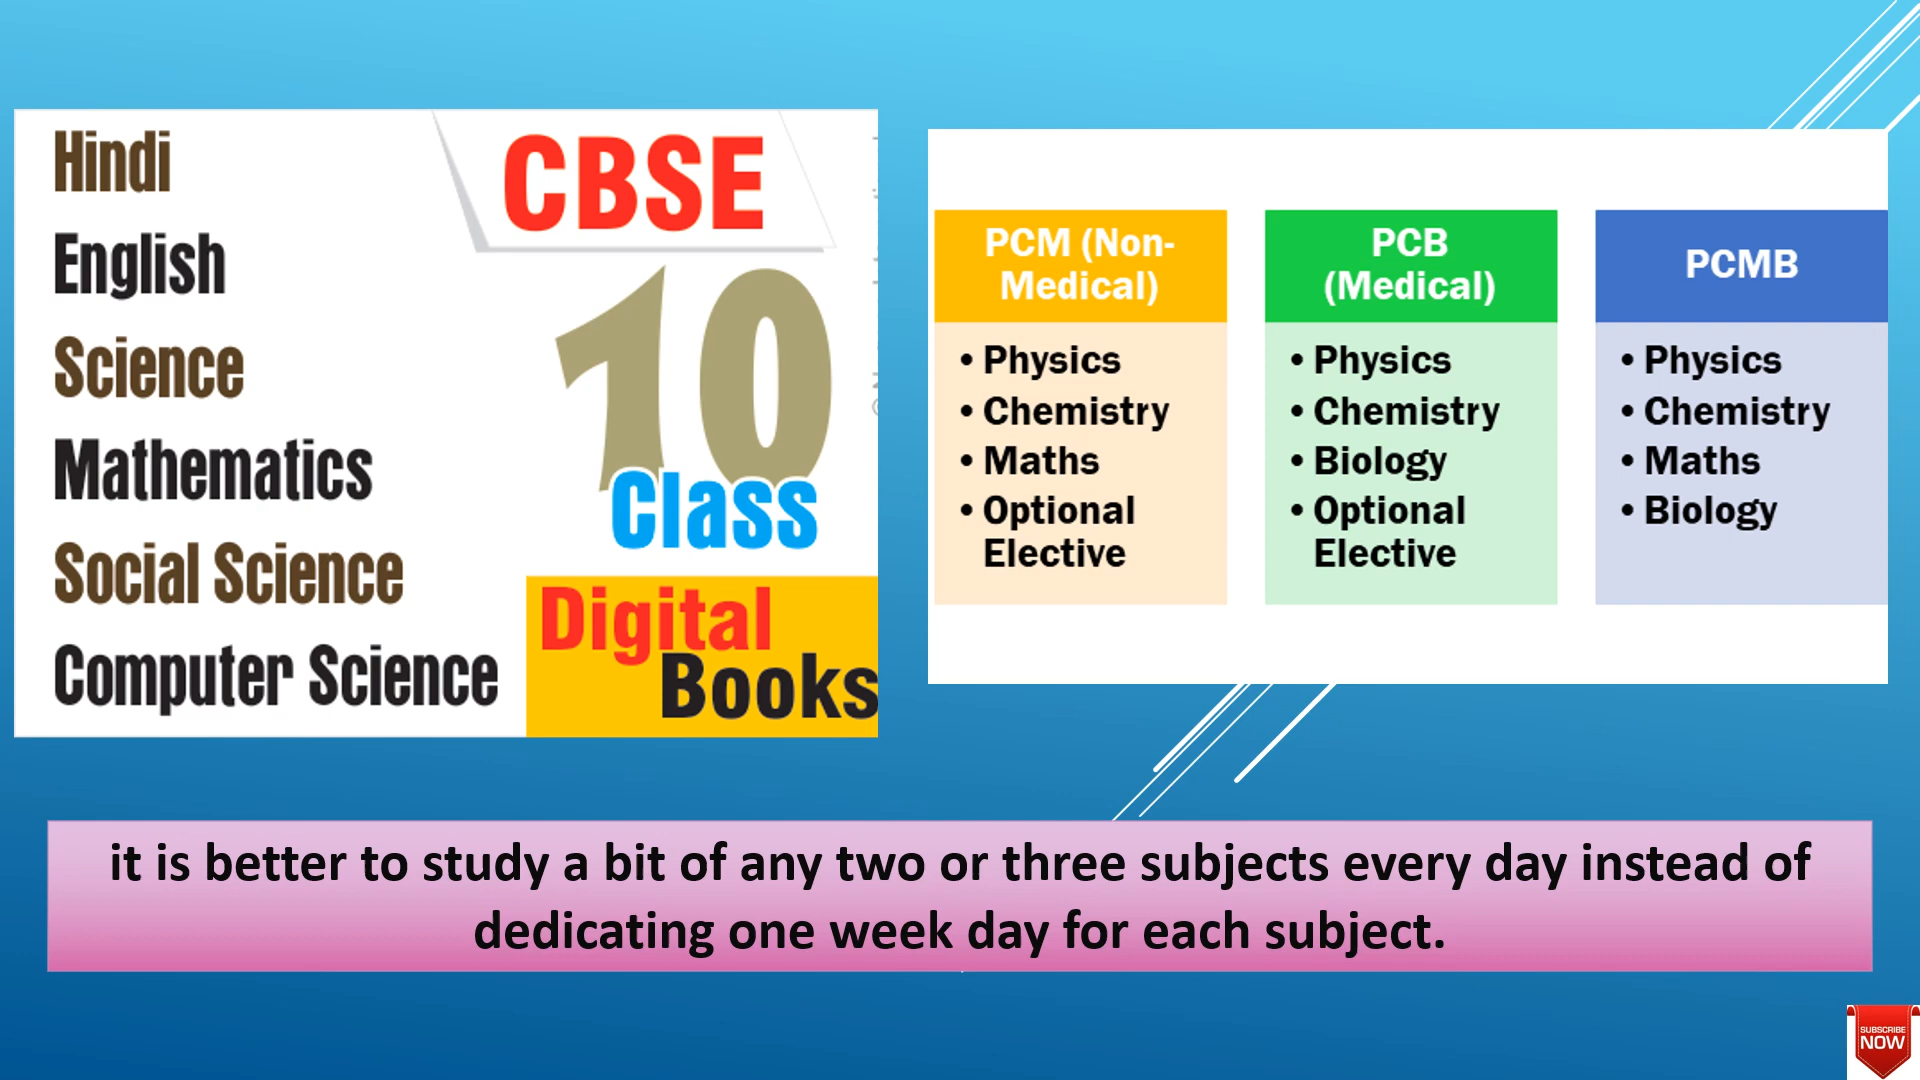 Hindi
English
Science
Mathematics
Social Science
Computer Science
CBSE
10
Class
Digital
Books
PCM (Non-
Medical)
• Physics
• Chemistry
• Maths
• Optional
Elective
PCB
(Medical)
• Physics
• Chemistry
• Biology
• Optional
Elective
PCMB
• Physics
• Chemistry
• Maths
• Biology
it is better to study a bit of any two or three subjects every day instead of
dedicating one week day for each subject.
SUBSCRIBE
NOW